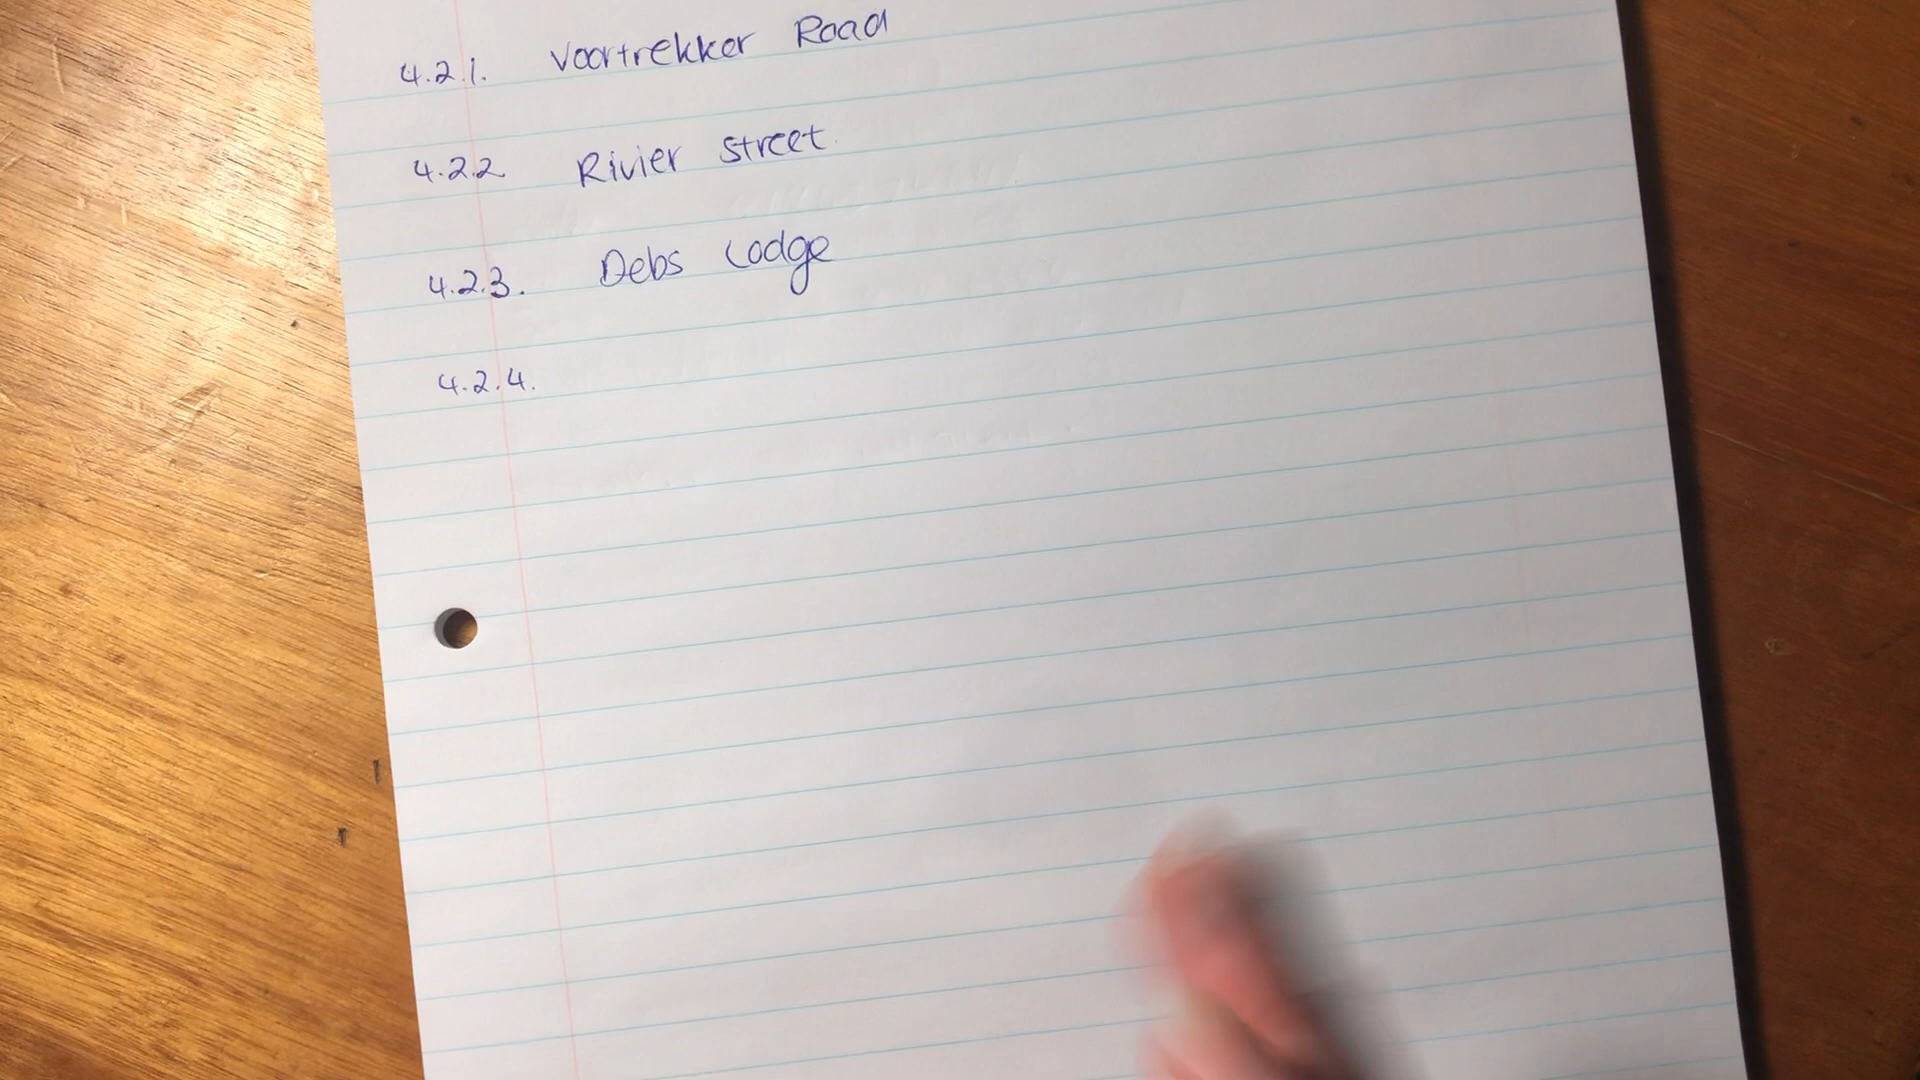 4.2.1. Voortrekker Road
4.2.2 Rivier street
4.2.3. Debs Lodge
4.2.4.